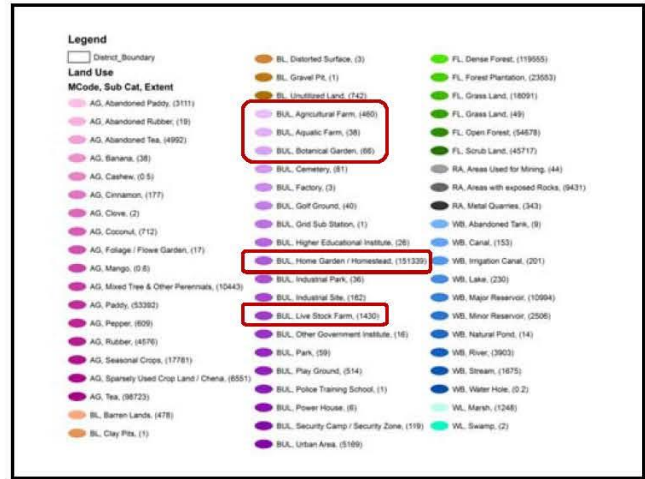 Legend
District_Boundary
Land Use
MCode, Sub Cat, Extent
AG, Abandoned Paddy, (3111)
AG, Abandoned Rubber, (19)
AG, Abandoned Tea, (4992)
AG, Banana, (38)
AG, Cashew, (0.5)
AG, Cinnamon, (177)
AG, Clove, (2)
AG, Coconut, (712)
AG, Foliage / Flowe Garden, (17)
AG, Mango, (0.6)
AG, Mixed Tree & Other Perennials, (10443)
AG, Paddy, (53392)
AG, Pepper, (609)
AG, Rubber, (4576)
AG, Seasonal Crops, (17781)
AG, Sparsely Used Crop Land / Chena, (6551)
AG, Tea, (98723)
BL, Barren Lands, (478)
BL, Clay Pits, (1)
BL, Distorted Surface, (3)
BL, Gravel Pit, (1)
BL, Unutilized Land, (742)
BUL, Agricultural Farm, (460)
BUL, Aquatic Farm, (38)
BUL, Botanical Garden, (66)
BUL, Cemetery, (81)
BUL, Factory, (3)
BUL, Golf Ground, (40)
BUL, Grid Sub Station, (1)
BUL, Higher Educational Institute, (26)
BUL, Home Garden / Homestead, (151339)
BUL, Industrial Park, (36)
BUL, Industrial Site, (162)
BUL, Live Stock Farm, (1430)
BUL, Other Government Institute, (16)
BUL, Park, (59)
BUL, Play Ground, (514)
BUL, Police Training School, (1)
BUL, Power House, (6)
BUL, Security Camp / Security Zone, (119)
BUL, Urban Area, (5169)
FL, Dense Forest, (119555)
FL, Forest Plantation, (23553)
FL, Grass Land, (18091)
FL, Grass Land, (49)
FL, Open Forest, (54678)
FL, Scrub Land, (45717)
RA, Areas Used for Mining, (44)
RA, Areas with exposed Rocks, (9431)
RA, Metal Quarries, (343)
WB, Abandoned Tank, (9)
WB, Canal, (153)
WB, Irrigation Canal, (201)
WB, Lake, (230)
WB, Major Reservoir, (10994)
WB, Minor Reservoir, (2506)
WB, Natural Pond, (14)
WB, River, (3903)
WB, Stream, (1675)
WB, Water Hole, (0.2)
WL, Marsh, (1248)
WL, Swamp, (2)